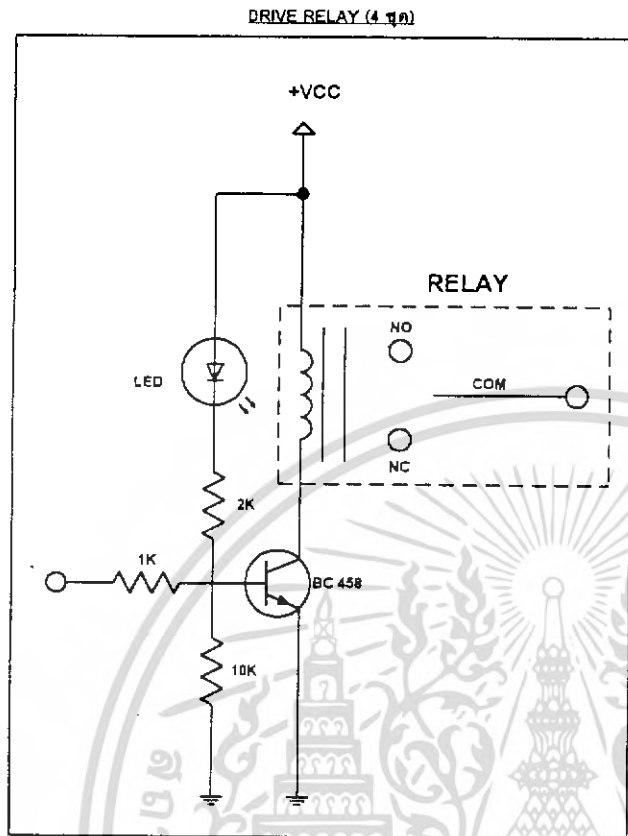 DRIVE RELAY (4 ชุด)
+VCC
RELAY
NO
LED
COM
NC
2K
1K
BC 458
10K